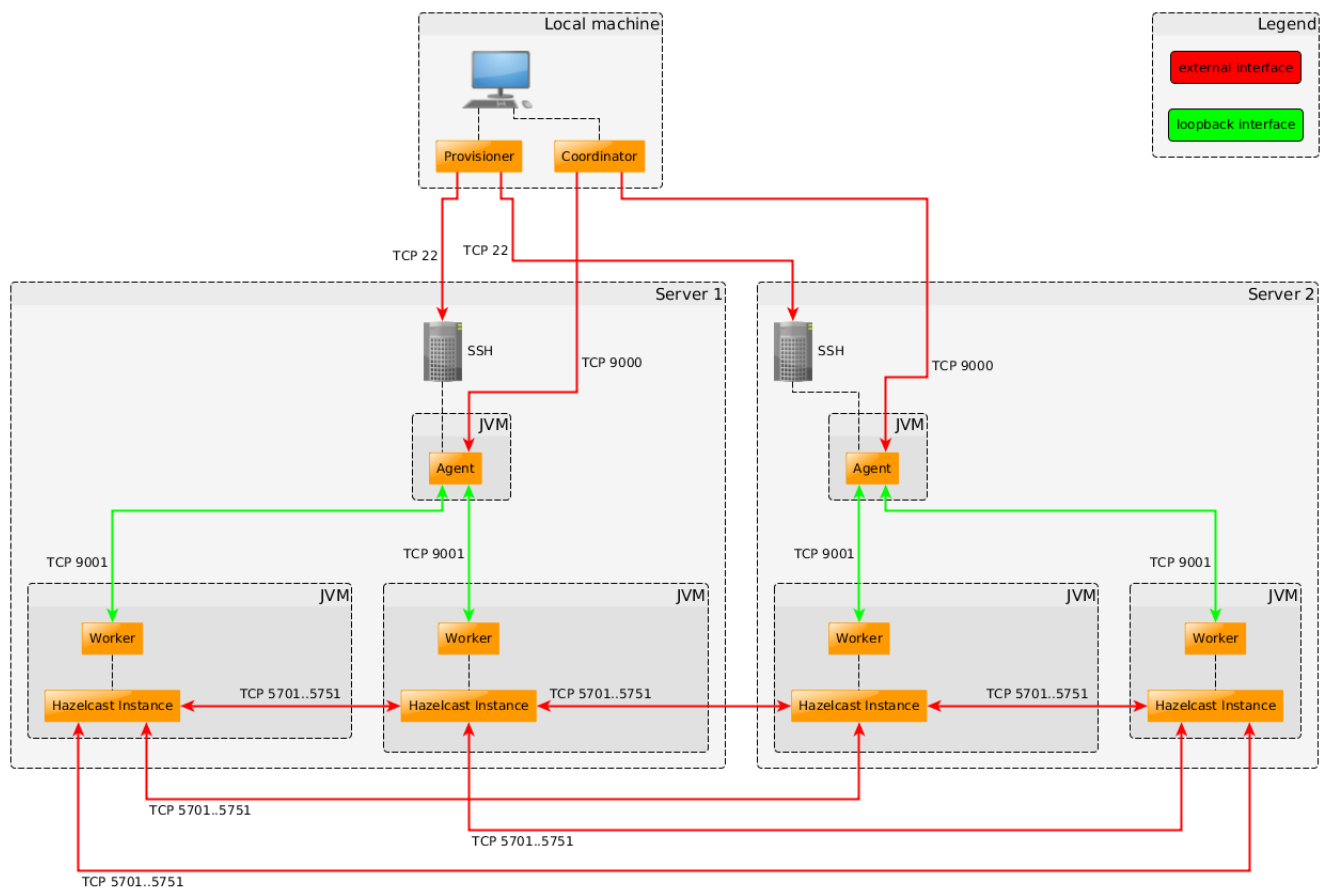 Local machine
Legend
external interface
loopback interface
Provisioner
Coordinator
TCP 22
TCP 22
Server 1
Server 2
SSH
SSH
TCP 9000
TCP 9000
JVM
JVM
Agent
Agent
TCP 9001
TCP 9001
TCP 9001
TCP 9001
JVM
JVM
JVM
JVM
Worker
Worker
Worker
Worker
TCP 5701..5751
TCP 5701..5751
TCP 5701..5751
Hazelcast Instance
Hazelcast Instance
Hazelcast Instance
Hazelcast Instance
TCP 5701..5751
TCP 5701..5751
TCP 5701..5751